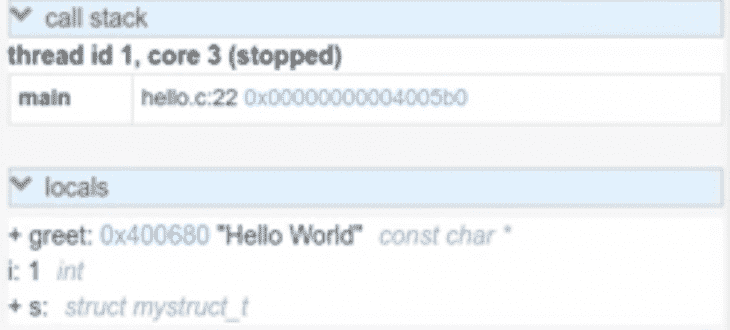 call stack
thread id 1, core 3 (stopped)
main hello.c:22 0x00000000004005b0
locals
+ greet: 0x400680 "Hello World" const char *
i: 1 int
+ s: struct mystruct_t